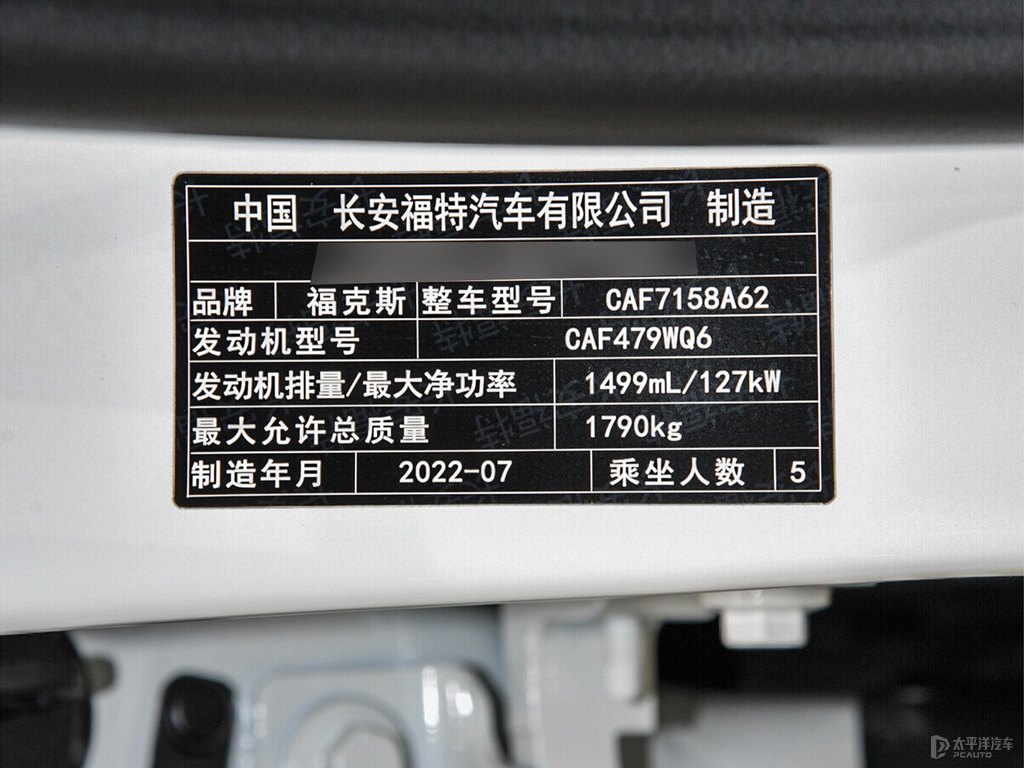 中国 长安福特汽车有限公司 制造
品牌 福克斯 整车型号 CAF7158A62
发动机型号 CAF479WQ6
发动机排量/最大净功率 1499mL/127kW
最大允许总质量 1790kg
制造年月 2022-07 乘坐人数 5
太平洋汽车
PCAUTO